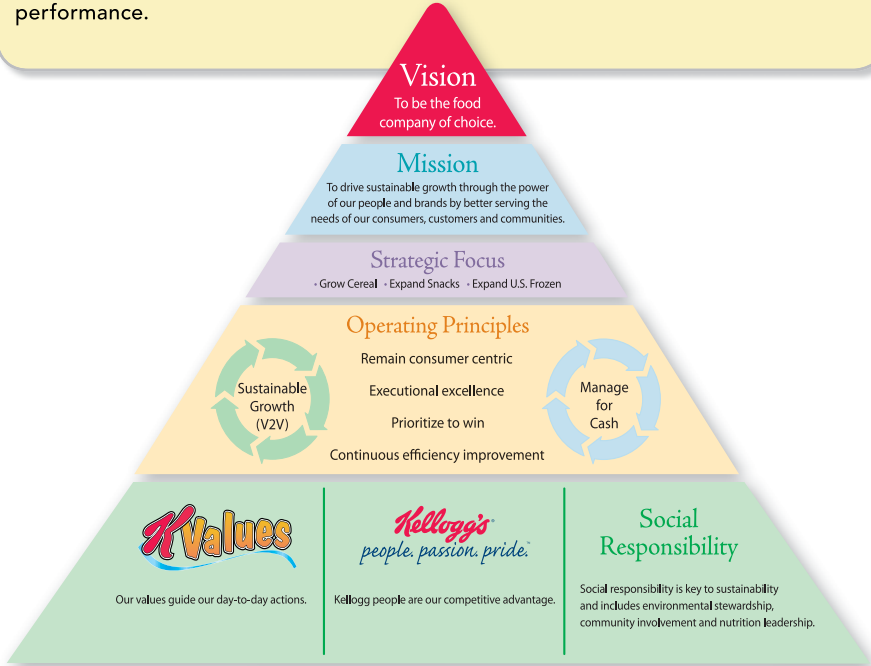 performance.
Vision
To be the food
company of choice.
Mission
To drive sustainable growth through the power
of our people and brands by better serving the
needs of our consumers, customers and communities.
Strategic Focus
• Grow Cereal • Expand Snacks • Expand U.S. Frozen
Operating Principles
Remain consumer centric
Executional excellence
Prioritize to win
Continuous efficiency improvement
Sustainable
Growth
(V2V)
Manage
for
Cash
K Values
Our values guide our day-to-day actions.
Kellogg's®
people. passion. pride.™
Kellogg people are our competitive advantage.
Social
Responsibility
Social responsibility is key to sustainability
and includes environmental stewardship,
community involvement and nutrition leadership.